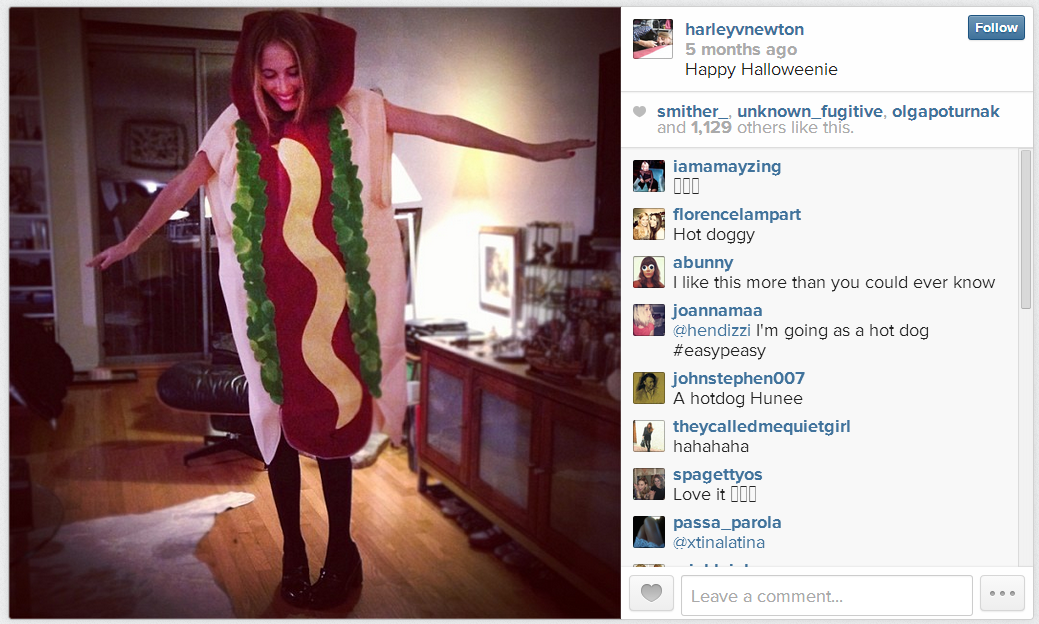 harleyvnewton
Follow
5 months ago
Happy Halloweenie
smither_, unknown_fugitive, olgapoturnak
and 1,129 others like this.
iamamayzing
florencelampart
Hot doggy
abunny
I like this more than you could ever know
joannamaa
@hendizzi I'm going as a hot dog
#easypeasy
johnstephen007
A hotdog Hunee
theycalledmequietgirl
hahahaha
spagettyos
Love it
passa_parola
@xtinalatina
Leave a comment...